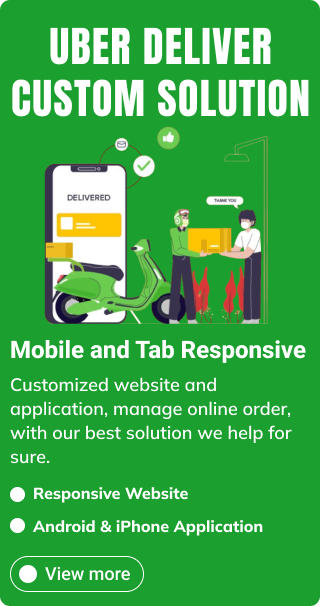 UBER DELIVER
CUSTOM SOLUTION
DELIVERED
THANK YOU
Mobile and Tab Responsive
Customized website and
application, manage online order,
with our best solution we help for
sure.
Responsive Website
Android & iPhone Application
View more